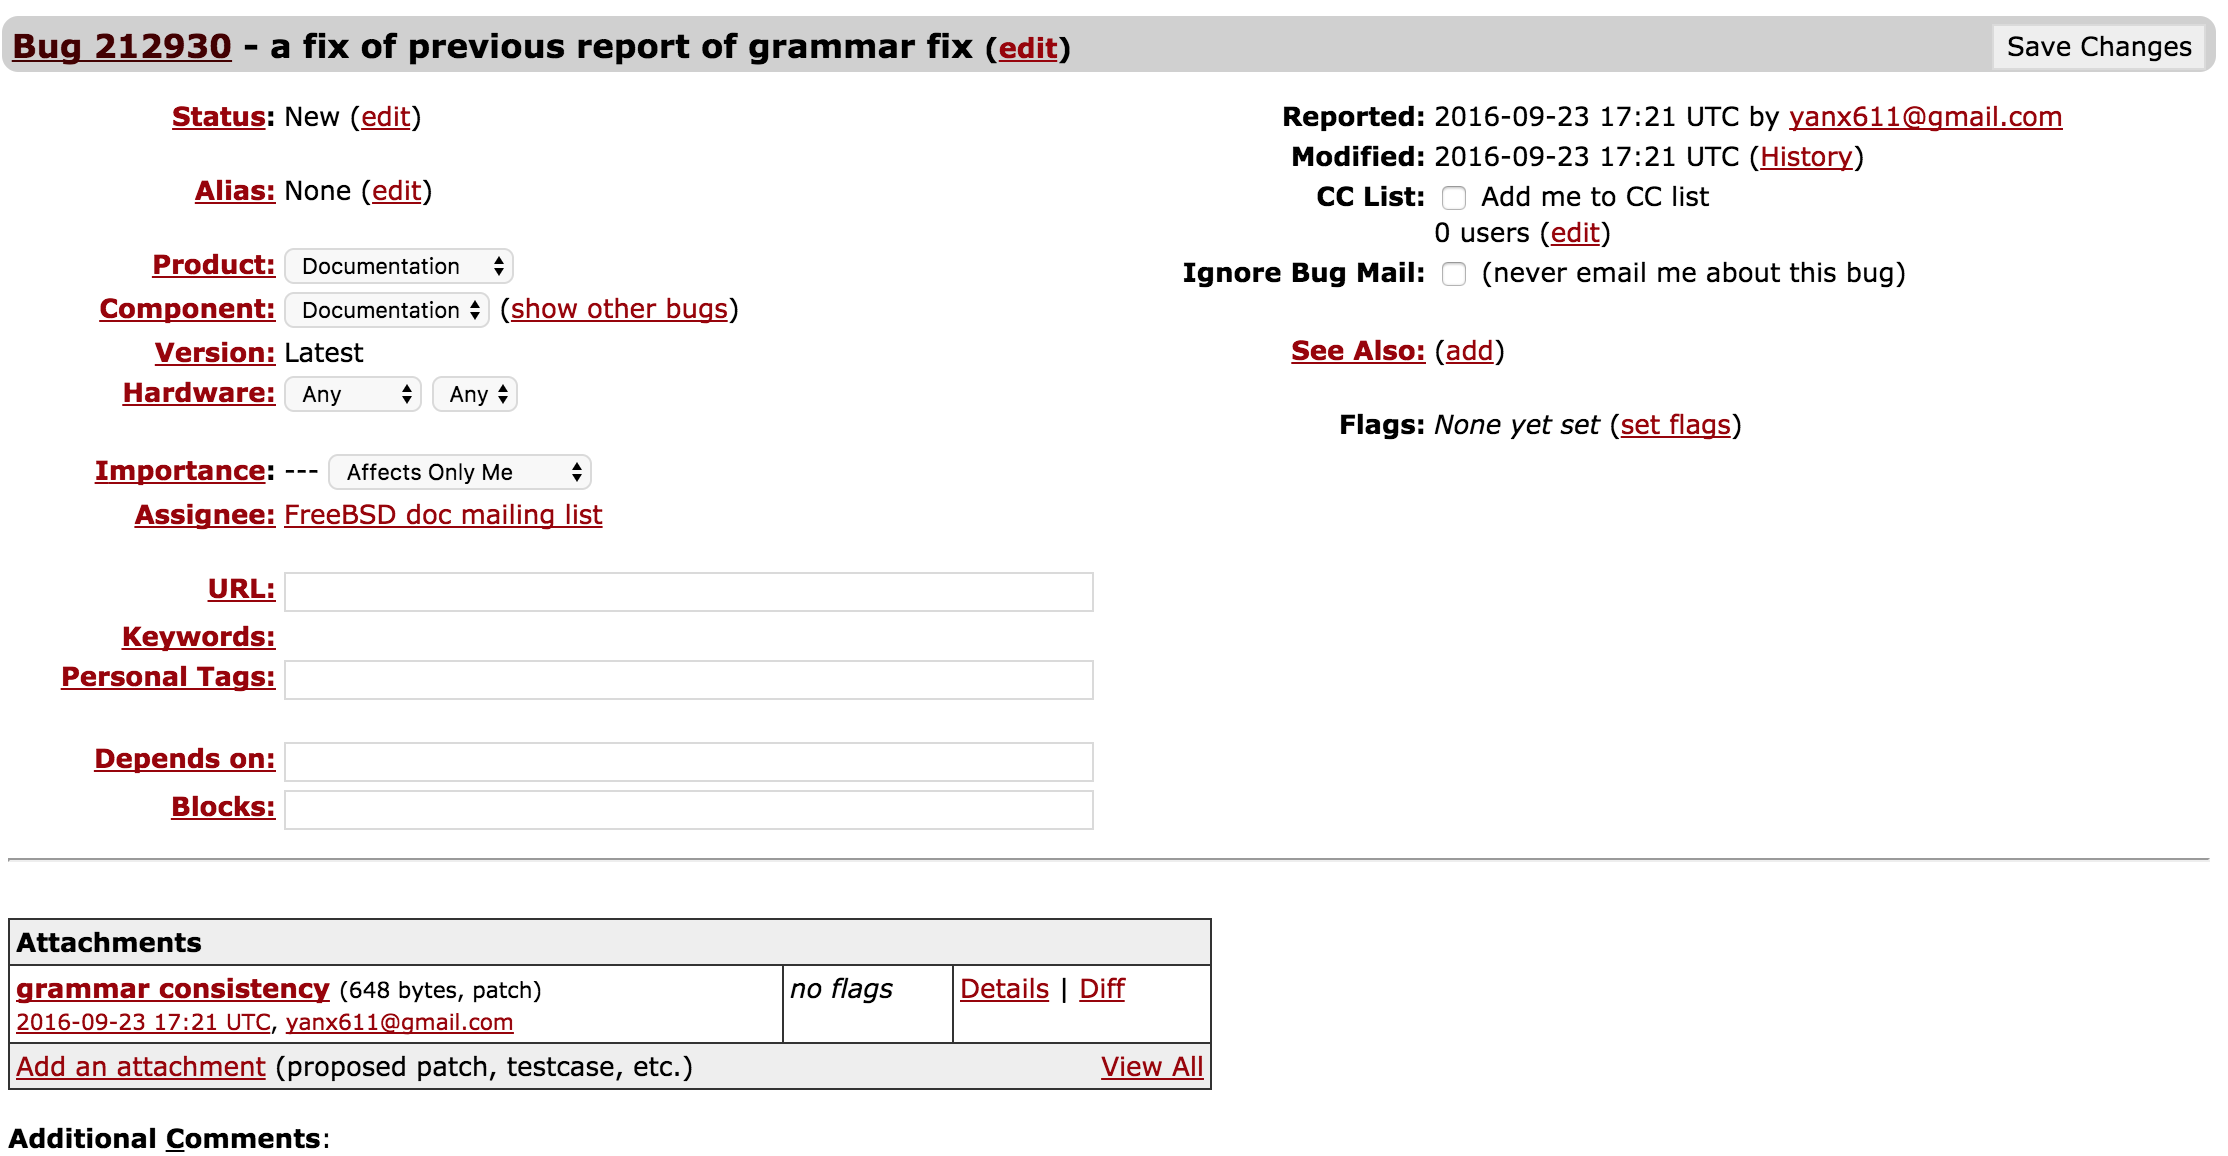 Bug 212930 - a fix of previous report of grammar fix (edit)
Save Changes
Status: New (edit)
Alias: None (edit)
Product: Documentation
Component: Documentation (show other bugs)
Version: Latest
Hardware: Any Any
Importance: --- Affects Only Me
Assignee: FreeBSD doc mailing list
URL:
Keywords:
Personal Tags:
Depends on:
Blocks:
Reported: 2016-09-23 17:21 UTC by yanx611@gmail.com
Modified: 2016-09-23 17:21 UTC (History)
CC List: Add me to CC list
0 users (edit)
Ignore Bug Mail: (never email me about this bug)
See Also: (add)
Flags: None yet set (set flags)
Attachments
grammar consistency (648 bytes, patch)
2016-09-23 17:21 UTC, yanx611@gmail.com
no flags
Details | Diff
Add an attachment (proposed patch, testcase, etc.)
View All
Additional Comments: